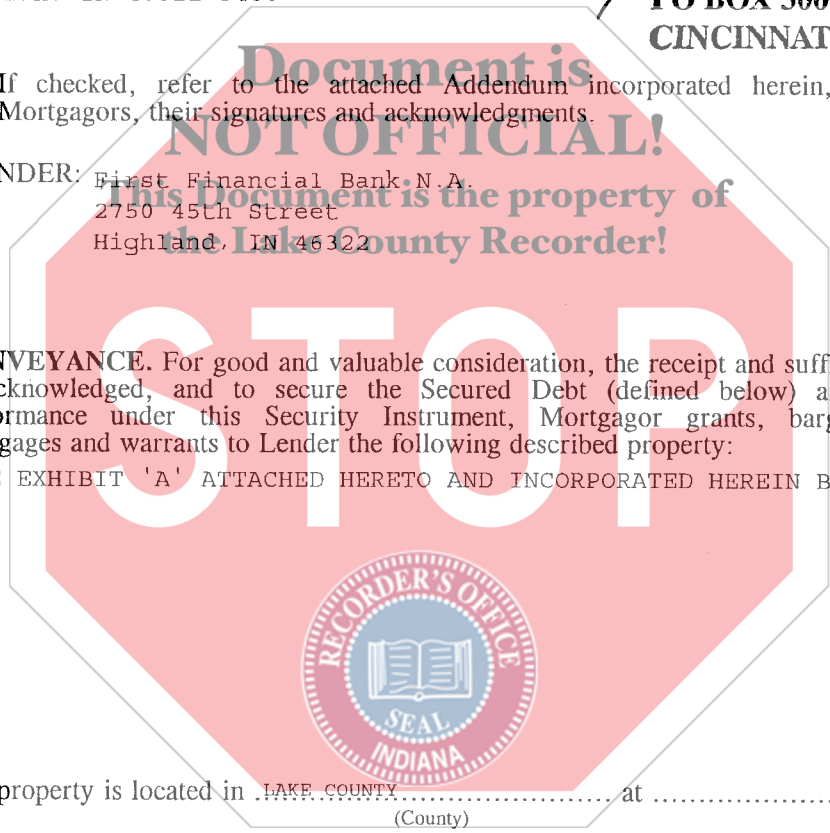 PO BOX 300
CINCINNAT
If checked, refer to the attached Addendum incorporated herein,
Mortgagors, their signatures and acknowledgments.
Document is
NOT OFFICIAL!
This Document is the property of
the Lake County Recorder!
NDER: First Financial Bank N.A.
2750 45th Street
Highland, IN 46322
STOP
NVEYANCE. For good and valuable consideration, the receipt and suff
cknowledged, and to secure the Secured Debt (defined below) a
ormance under this Security Instrument, Mortgagor grants, barg
gages and warrants to Lender the following described property:
EXHIBIT 'A' ATTACHED HERETO AND INCORPORATED HEREIN B
RECORDER'S OFFICE
SEAL
INDIANA
property is located in LAKE COUNTY at
(County)